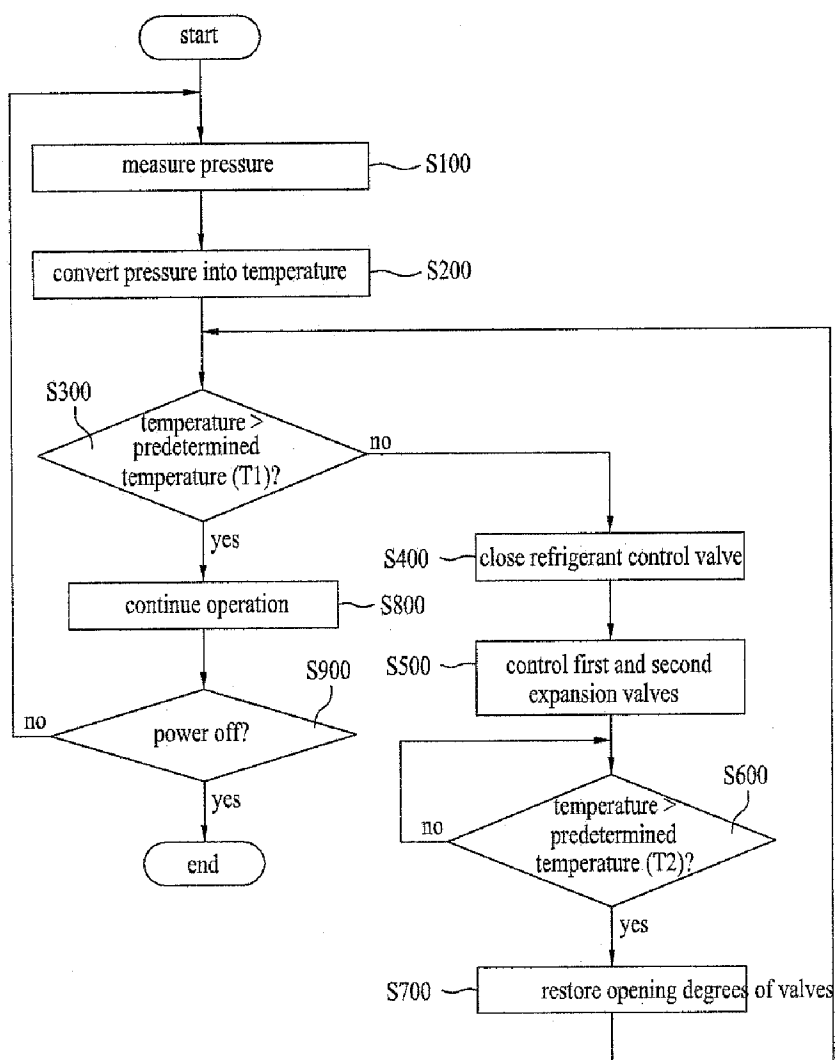 start
measure pressure
S100
convert pressure into temperature
S200
S300
temperature >
predetermined
temperature (T1)?
no
yes
S400
close refrigerant control valve
continue operation
S800
S500
control first and second
expansion valves
S900
no
power off?
yes
end
S600
temperature >
predetermined
temperature (T2)?
no
yes
S700
restore opening degrees of valves